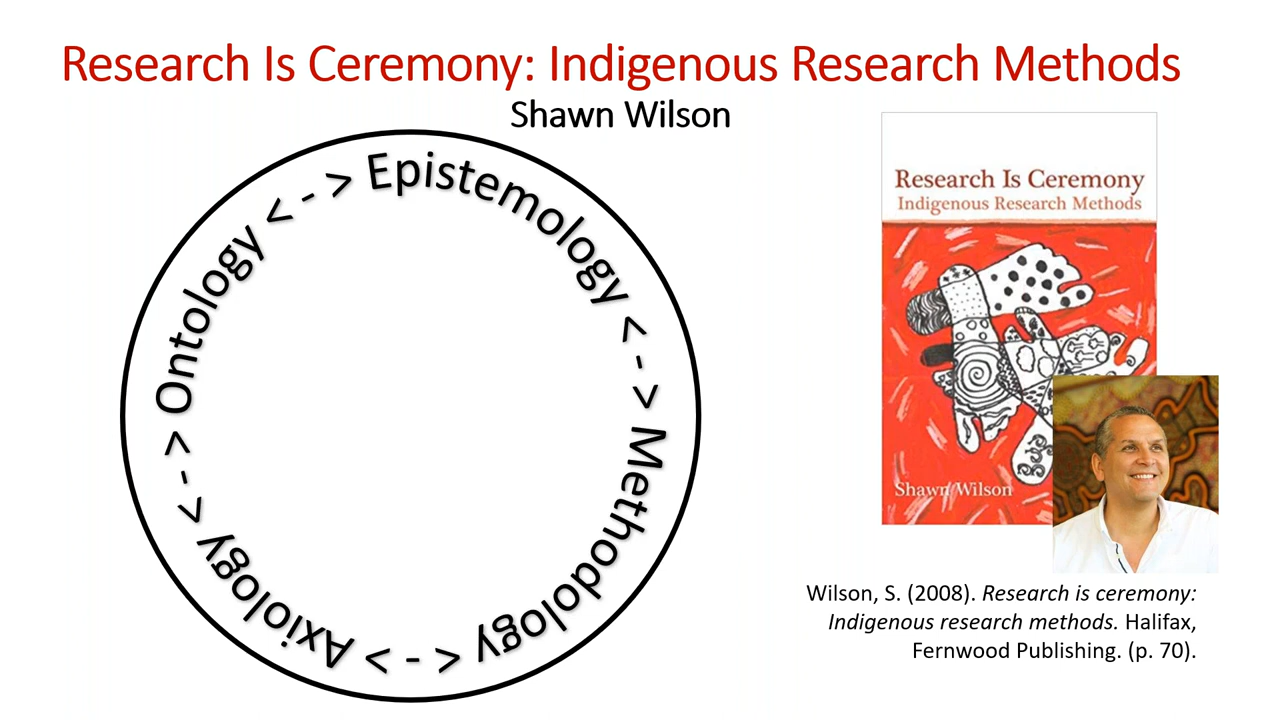 Research Is Ceremony: Indigenous Research Methods
Shawn Wilson
Epistemology <-> Methodology <-> Axiology <-> Ontology <->
Research Is Ceremony
Indigenous Research Methods
Shawn Wilson
Wilson, S. (2008). Research is ceremony:
Indigenous research methods. Halifax,
Fernwood Publishing. (p. 70).